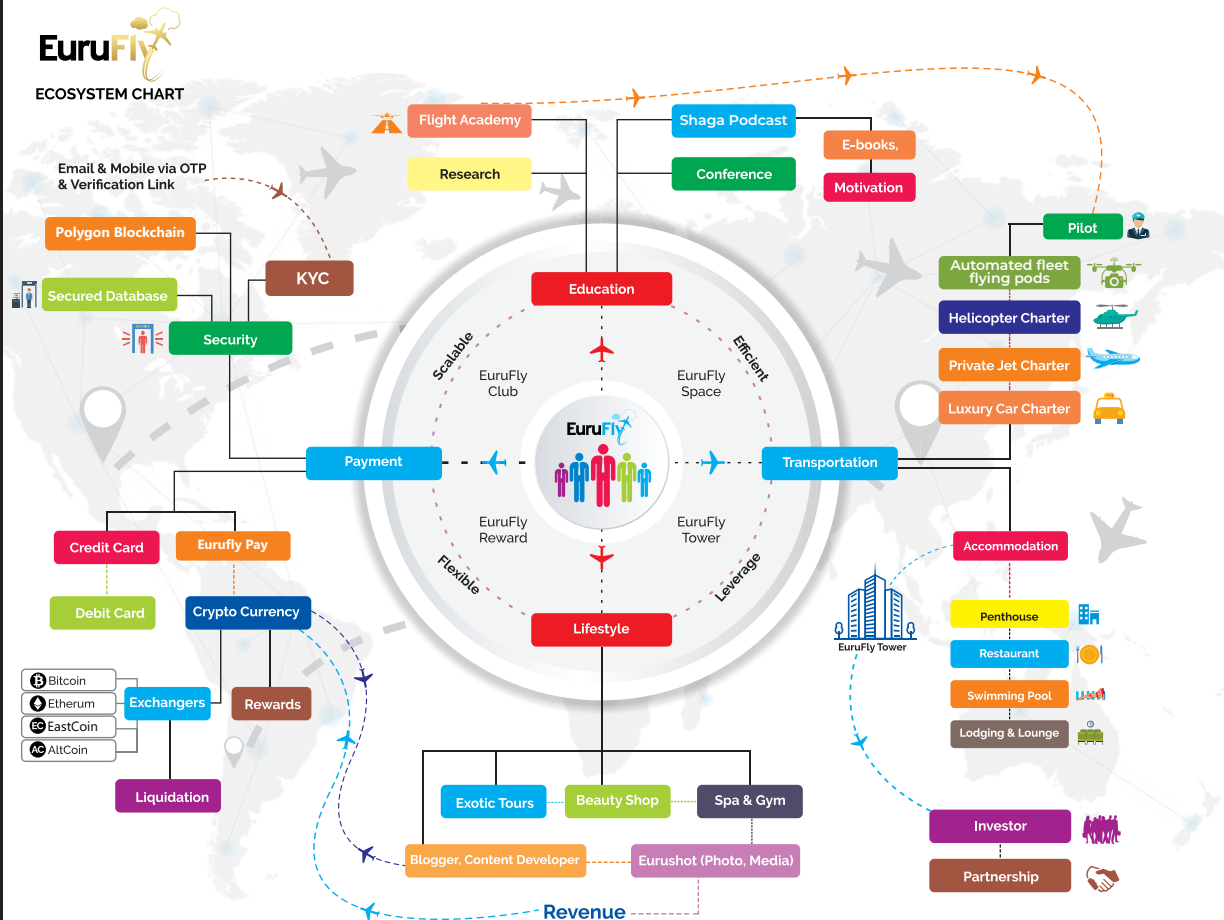 EuruFly
ECOSYSTEM CHART
Flight Academy
Shaga Podcast
E-books,
Research
Conference
Motivation
Email & Mobile via OTP
& Verification Link
Polygon Blockchain
KYC
Secured Database
Security
Pilot
Automated fleet
flying pods
Helicopter Charter
Private Jet Charter
Luxury Car Charter
Education
Scalable
Efficient
EuruFly
Club
EuruFly
Space
EuruFly
Payment
Transportation
EuruFly
Reward
EuruFly
Tower
Flexible
Leverage
Lifestyle
Credit Card
Eurufly Pay
Debit Card
Crypto Currency
Bitcoin
Etherum
EC EastCoin
AC AltCoin
Exchangers
Rewards
Liquidation
Accommodation
Penthouse
Restaurant
Swimming Pool
Lodging & Lounge
EuruFly Tower
Exotic Tours
Beauty Shop
Spa & Gym
Blogger, Content Developer
Eurushot (Photo, Media)
Revenue
Investor
Partnership